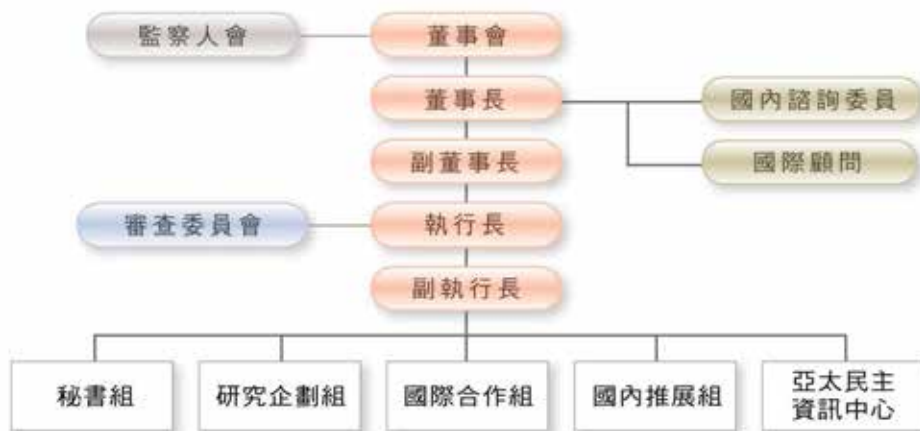 監察人會
董事會
董事長
國內諮詢委員
國際顧問
副董事長
審查委員會
執行長
副執行長
秘書組
研究企劃組
國際合作組
國內推展組
亞太民主
資訊中心